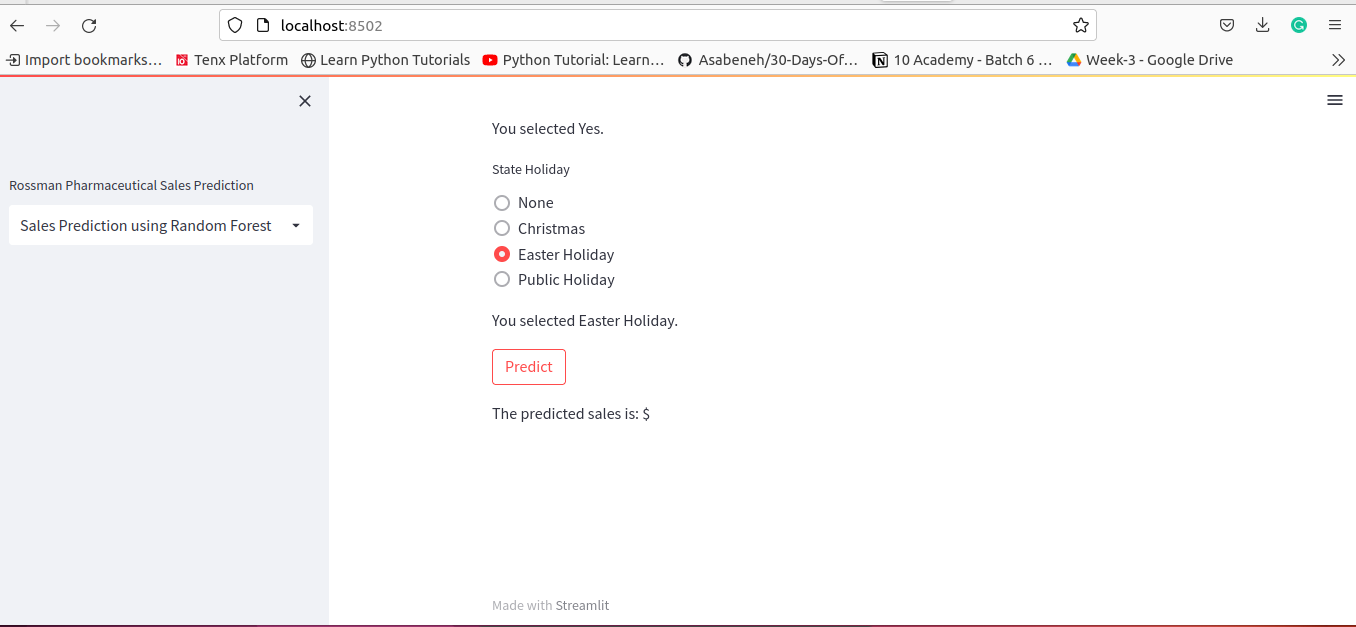 localhost:8502
Import bookmarks... Tenx Platform Learn Python Tutorials Python Tutorial: Learn... Asabeneh/30-Days-Of... 10 Academy - Batch 6 ... Week-3 - Google Drive
You selected Yes.
State Holiday
Rossman Pharmaceutical Sales Prediction
Sales Prediction using Random Forest
None
Christmas
Easter Holiday
Public Holiday
You selected Easter Holiday.
Predict
The predicted sales is: $
Made with Streamlit